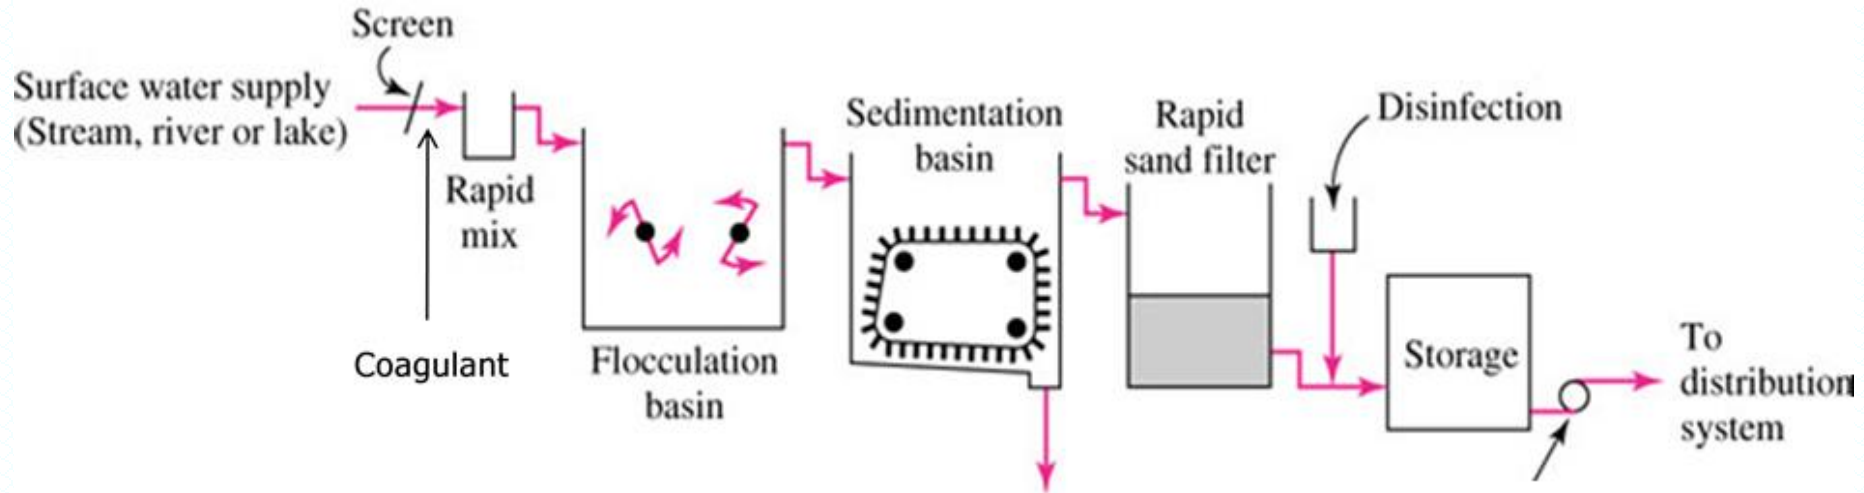 Screen
Surface water supply
(Stream, river or lake)
Coagulant
Rapid
mix
Flocculation
basin
Sedimentation
basin
Rapid
sand filter
Disinfection
Storage
To
distribution
system